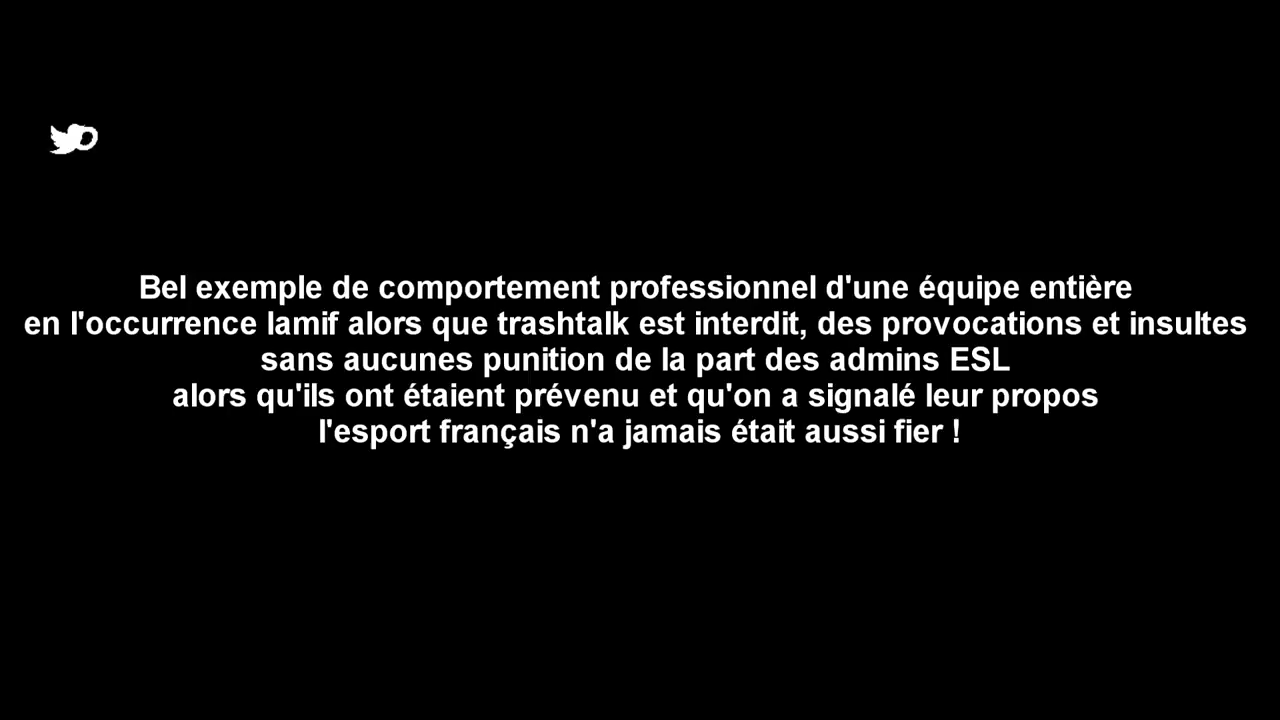 Bel exemple de comportement professionnel d'une équipe entière
en l'occurrence lamif alors que trashtalk est interdit, des provocations et insultes
sans aucunes punition de la part des admins ESL
alors qu'ils ont étaient prévenu et qu'on a signalé leur propos
l'esport français n'a jamais était aussi fier !